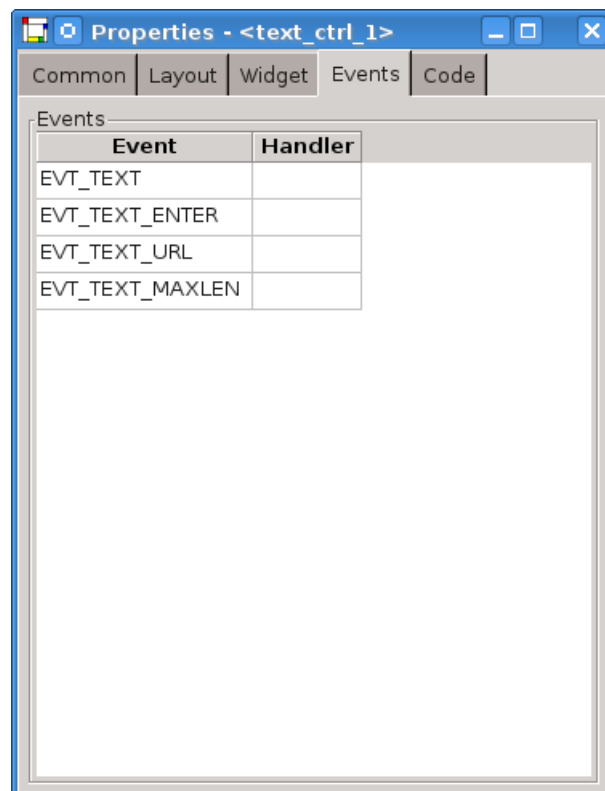 Properties - <text_ctrl_1>
Common Layout Widget Events Code
Events
Event Handler
EVT_TEXT
EVT_TEXT_ENTER
EVT_TEXT_URL
EVT_TEXT_MAXLEN